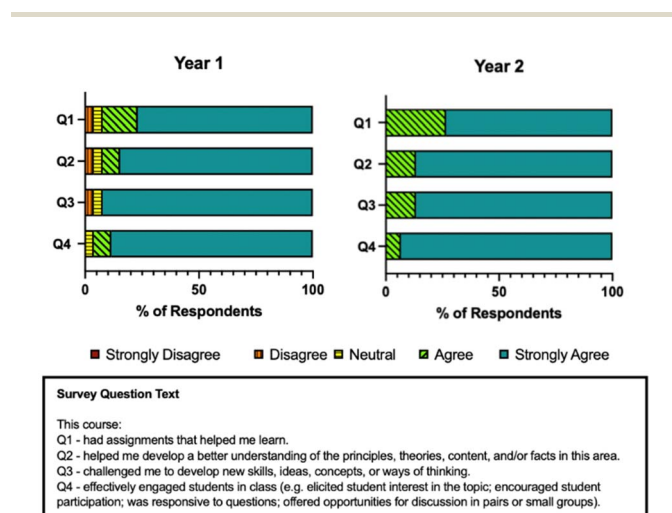 Year 1
Year 2
Q1
Q2
Q3
Q4
0
50
100
% of Respondents
Q1
Q2
Q3
Q4
0
50
100
% of Respondents
Strongly Disagree
Disagree
Neutral
Agree
Strongly Agree
Survey Question Text
This course:
Q1 - had assignments that helped me learn.
Q2 - helped me develop a better understanding of the principles, theories, content, and/or facts in this area.
Q3 - challenged me to develop new skills, ideas, concepts, or ways of thinking.
Q4 - effectively engaged students in class (e.g. elicited student interest in the topic; encouraged student
participation; was responsive to questions; offered opportunities for discussion in pairs or small groups).